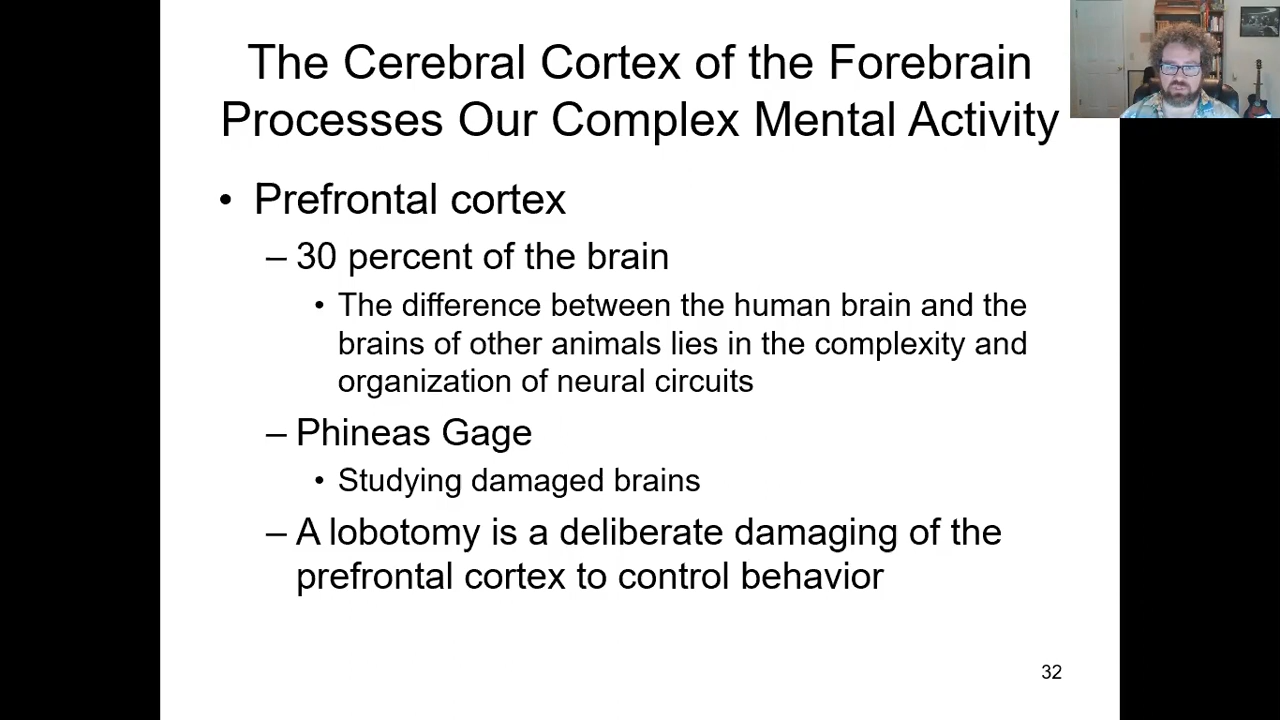 The Cerebral Cortex of the Forebrain
Processes Our Complex Mental Activity
• Prefrontal cortex
– 30 percent of the brain
• The difference between the human brain and the
brains of other animals lies in the complexity and
organization of neural circuits
– Phineas Gage
• Studying damaged brains
– A lobotomy is a deliberate damaging of the
prefrontal cortex to control behavior
32